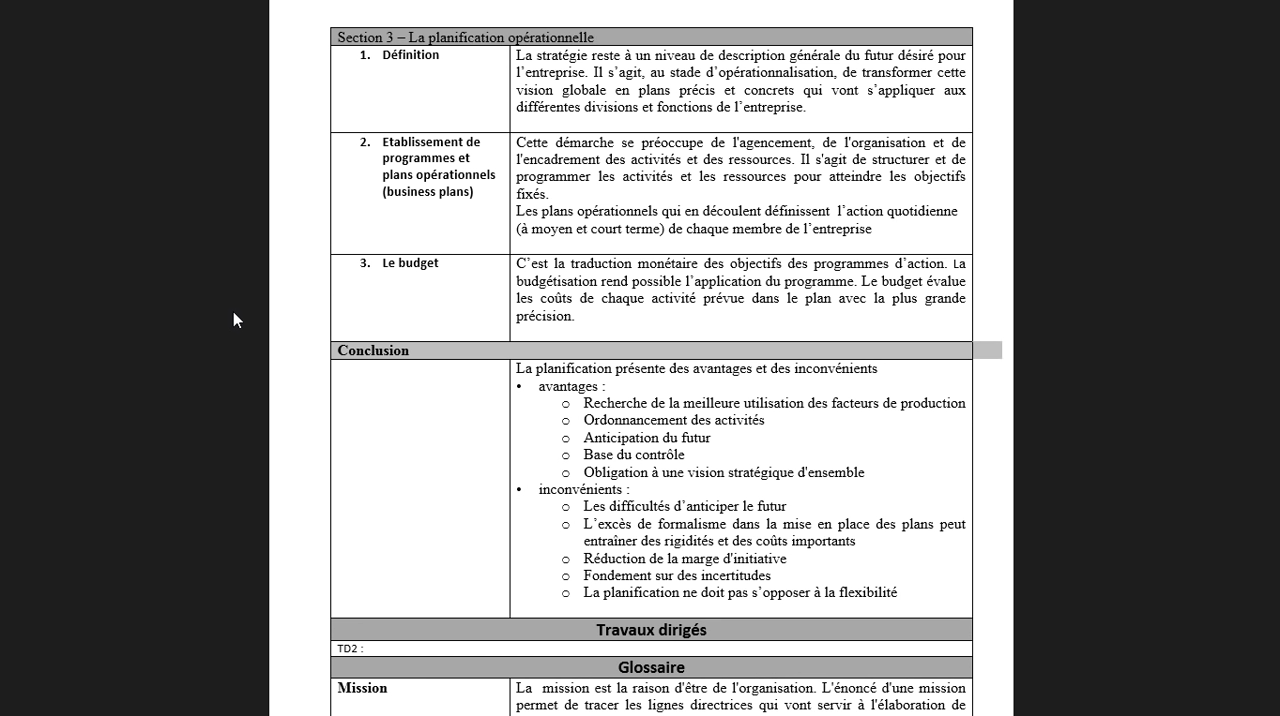 Section 3 – La planification opérationnelle
1. Définition
La stratégie reste à un niveau de description générale du futur désiré pour
l’entreprise. Il s’agit, au stade d’opérationnalisation, de transformer cette
vision globale en plans précis et concrets qui vont s’appliquer aux
différentes divisions et fonctions de l’entreprise.
2. Etablissement de
programmes et
plans opérationnels
(business plans)
Cette démarche se préoccupe de l'agencement, de l'organisation et de
l'encadrement des activités et des ressources. Il s'agit de structurer et de
programmer les activités et les ressources pour atteindre les objectifs
fixés.
Les plans opérationnels qui en découlent définissent  l’action quotidienne
(à moyen et court terme) de chaque membre de l’entreprise
3. Le budget
C’est la traduction monétaire des objectifs des programmes d’action. La
budgétisation rend possible l’application du programme. Le budget évalue
les coûts de chaque activité prévue dans le plan avec la plus grande
précision.
Conclusion
La planification présente des avantages et des inconvénients
• avantages :
o Recherche de la meilleure utilisation des facteurs de production
o Ordonnancement des activités
o Anticipation du futur
o Base du contrôle
o Obligation à une vision stratégique d'ensemble
• inconvénients :
o Les difficultés d’anticiper le futur
o L’excès de formalisme dans la mise en place des plans peut
entraîner des rigidités et des coûts importants
o Réduction de la marge d'initiative
o Fondement sur des incertitudes
o La planification ne doit pas s’opposer à la flexibilité
Travaux dirigés
TD2 :
Glossaire
Mission
La  mission est la raison d'être de l'organisation. L'énoncé d'une mission
permet de tracer les lignes directrices qui vont servir à l'élaboration de